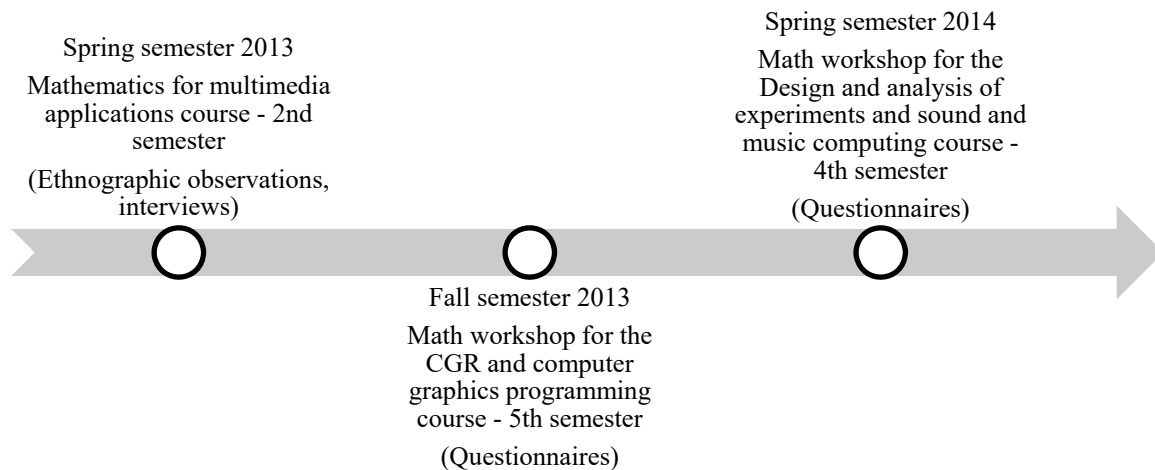 Spring semester 2013
Mathematics for multimedia
applications course - 2nd
semester
(Ethnographic observations,
interviews)
Fall semester 2013
Math workshop for the
CGR and computer
graphics programming
course - 5th semester
(Questionnaires)
Spring semester 2014
Math workshop for the
Design and analysis of
experiments and sound and
music computing course -
4th semester
(Questionnaires)